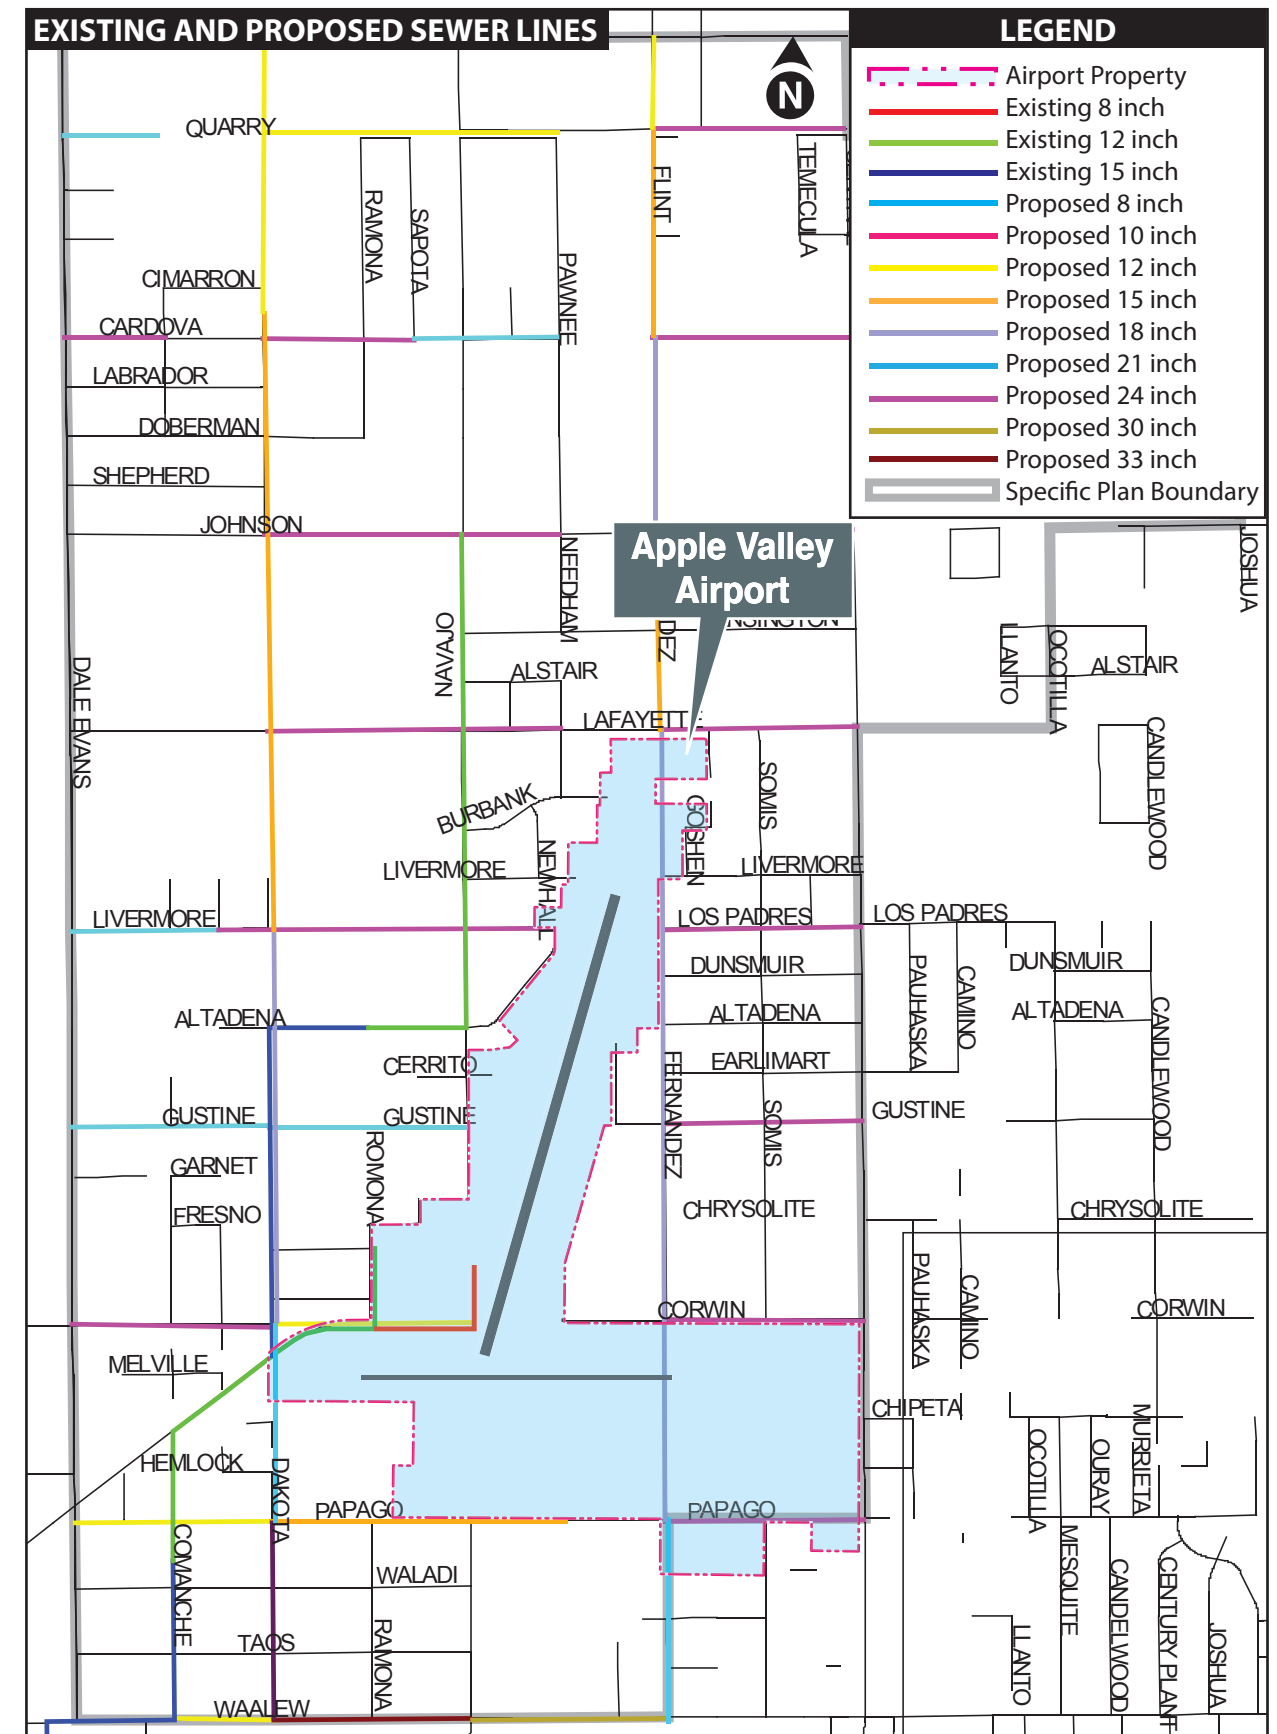 EXISTING AND PROPOSED SEWER LINES
LEGEND
Airport Property
Existing 8 inch
Existing 12 inch
Existing 15 inch
Proposed 8 inch
Proposed 10 inch
Proposed 12 inch
Proposed 15 inch
Proposed 18 inch
Proposed 21 inch
Proposed 24 inch
Proposed 30 inch
Proposed 33 inch
Specific Plan Boundary
N
QUARRY
RAMONA
SAPOTA
PAWNEE
FLINT
TEMECULA
CIMARRON
CARDOVA
LABRADOR
DOBERMAN
SHEPHERD
JOHNSON
NEEDHAM
Apple Valley
Airport
JOSHUA
NAVAJO
DEZ
NSINGTON
LLANTO
OCOTILLA
ALSTAIR
ALSTAIR
DALE EVANS
LAFAYETTE
CANDLEWOOD
SOMIS
BURBANK
GOSHEN
NEWHALL
LIVERMORE
LIVERMORE
LIVERMORE
LOS PADRES
LOS PADRES
DUNSMUIR
DUNSMUIR
PAUHASKA
CAMINO
ALTADENA
ALTADENA
ALTADENA
CANDLEWOOD
CERRITO
EARLIMART
FERNANDEZ
GUSTINE
GUSTINE
GUSTINE
SOMIS
ROMONA
GARNET
FRESNO
CHRYSOLITE
CHRYSOLITE
PAUHASKA
CAMINO
CORWIN
CORWIN
MELVILLE
CHIPETA
HEMLOCK
DAKOTA
OCOTILLA
OURAY
MURRIETA
PAPAGO
PAPAGO
COMANCHE
WALADI
MESQUITE
CANDELWOOD
CENTURY PLANT
JOSHUA
LLANTO
TAOS
RAMONA
WAALEW